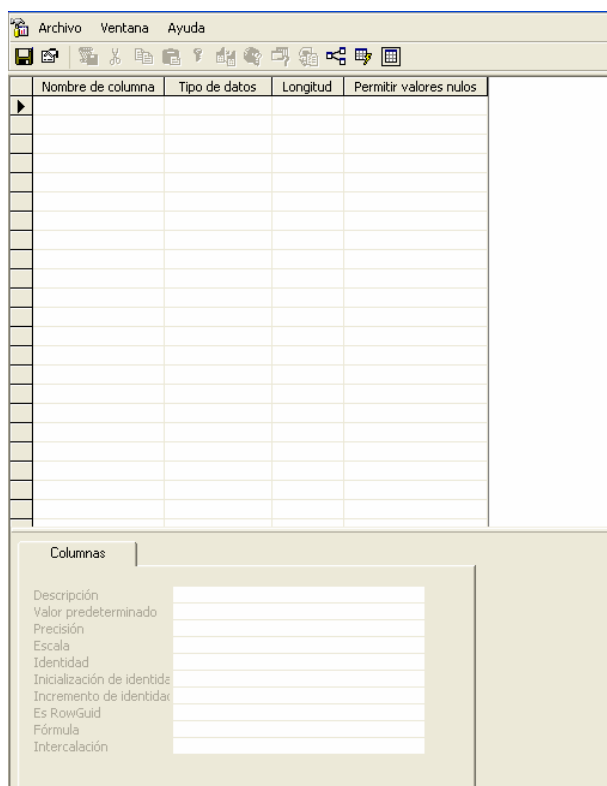 Archivo Ventana Ayuda
Nombre de columna Tipo de datos Longitud Permitir valores nulos
Columnas
Descripción
Valor predeterminado
Precisión
Escala
Identidad
Inicialización de identida
Incremento de identidad
Es RowGuid
Fórmula
Intercalación